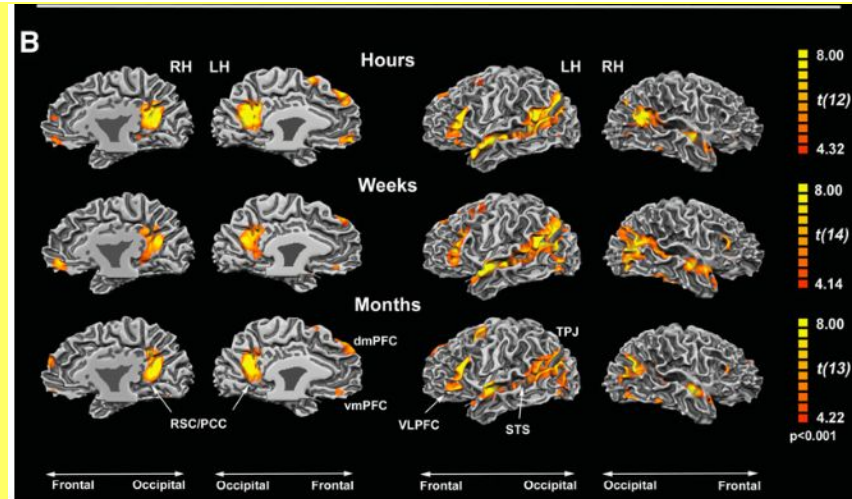 B
RH LH Hours LH RH
8.00
t(12)
4.32
Weeks
8.00
t(14)
4.14
Months
8.00
dmPFC
TPJ
t(13)
RSC/PCC
vmPFC
VLPFC
STS
4.22
p<0.001
Frontal Occipital Occipital Frontal Frontal Occipital Occipital Frontal